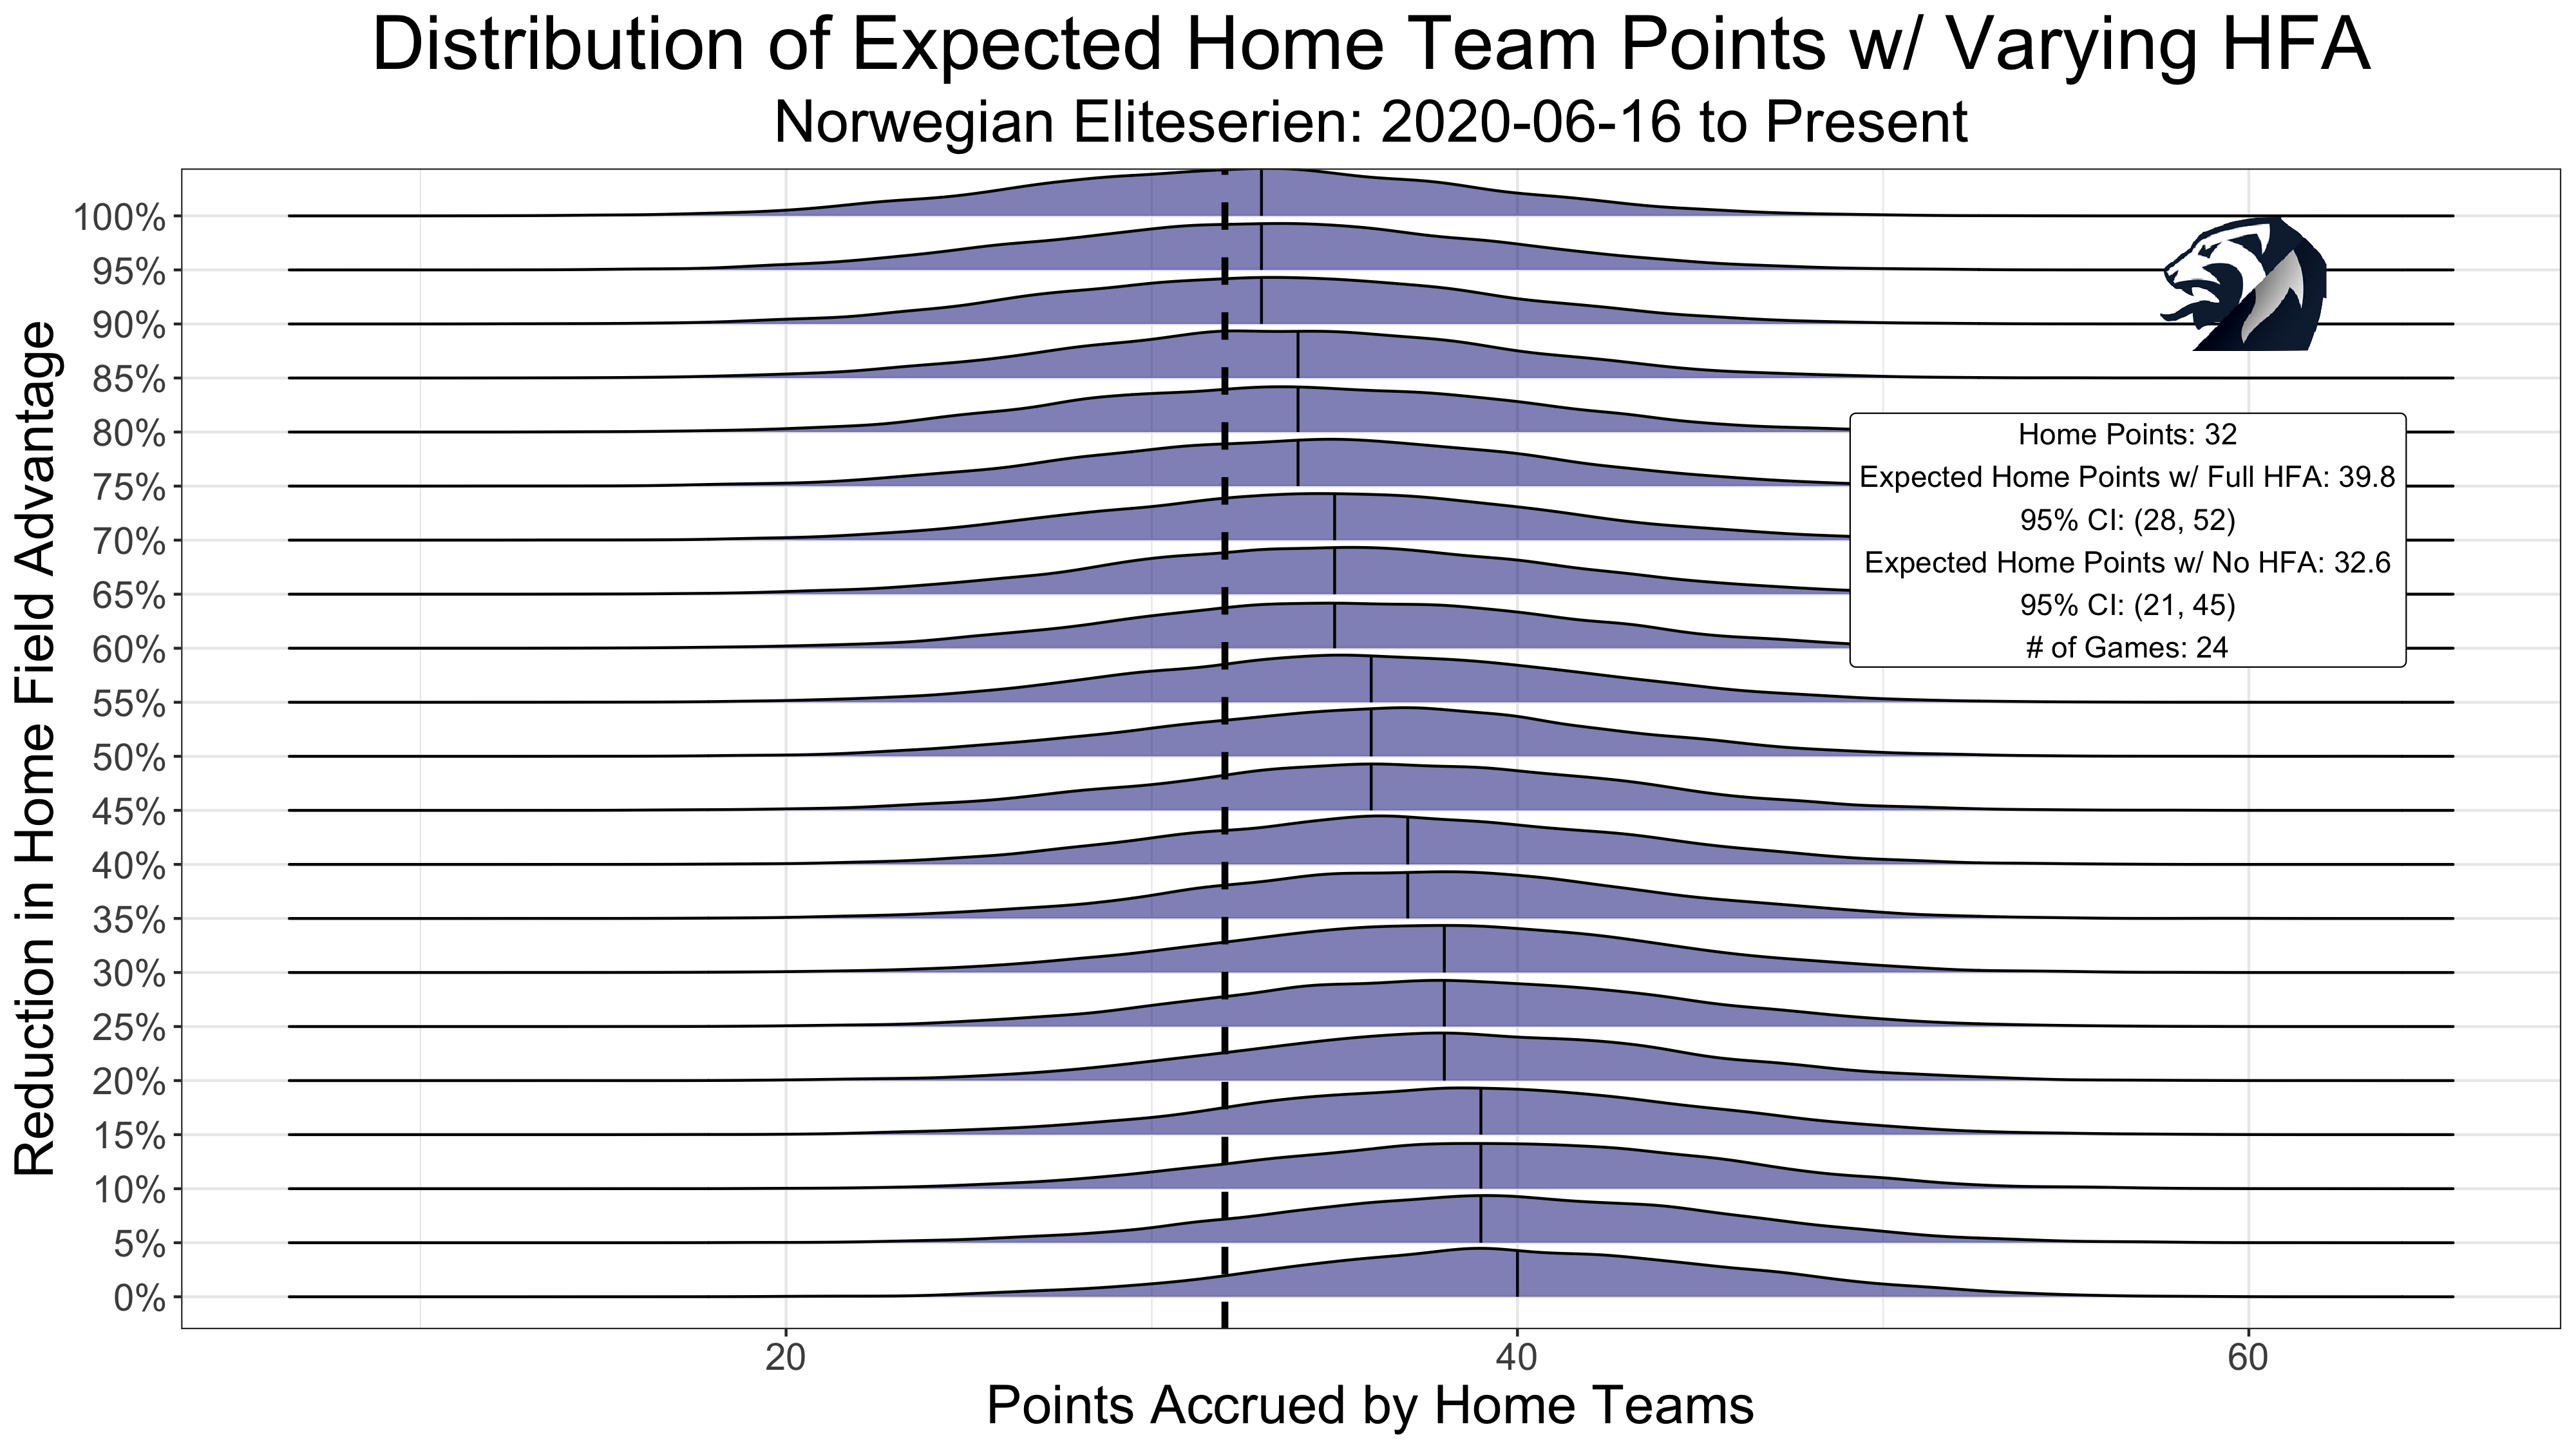 Distribution of Expected Home Team Points w/ Varying HFA
Norwegian Eliteserien: 2020-06-16 to Present
Reduction in Home Field Advantage
100%
95%
90%
85%
80%
75%
70%
65%
60%
55%
50%
45%
40%
35%
30%
25%
20%
15%
10%
5%
0%
Home Points: 32
Expected Home Points w/ Full HFA: 39.8
95% CI: (28, 52)
Expected Home Points w/ No HFA: 32.6
95% CI: (21, 45)
# of Games: 24
20 40 60
Points Accrued by Home Teams